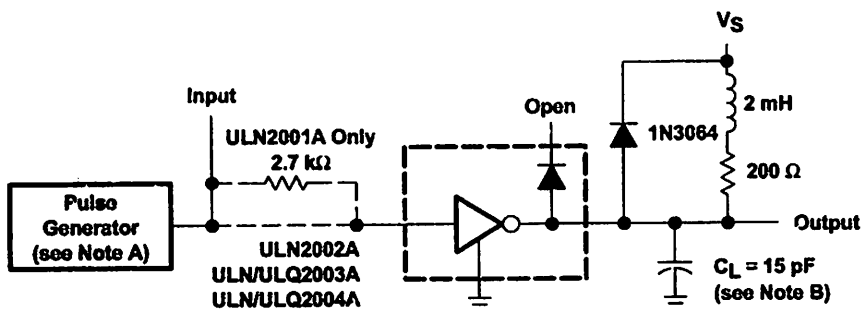 VS
Input
Open
2 mH
ULN2001A Only
2.7 kΩ
1N3064
200 Ω
Pulse
Generator
(see Note A)
Output
ULN2002A
ULN/ULQ2003A
ULN/ULQ2004A
CL = 15 pF
(see Note B)